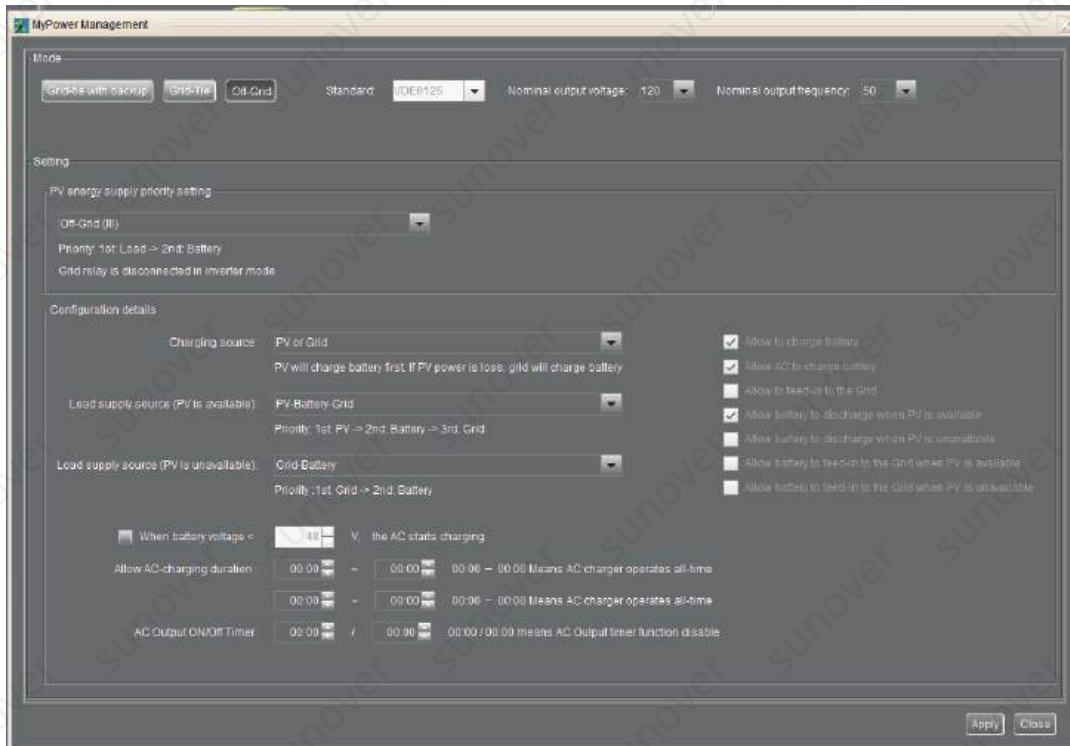 MyPower Management
Mode
Grid-tie with backup Grid-Tie Off-Grid Standard: VDE0126 Nominal output voltage: 120 Nominal output frequency: 50
Setting
PV energy supply priority setting
Off-Grid (III)
Priority: 1st: Load -> 2nd: Battery
Grid relay is disconnected in inverter mode
Configuration details
Charging source: PV or Grid Allow to charge battery
PV will charge battery first. If PV power is loss, grid will charge battery Allow AC to charge battery
Allow to feed-in to the Grid
Load supply source (PV is available): PV-Battery-Grid Allow battery to discharge when PV is available
Priority: 1st: PV -> 2nd: Battery -> 3rd: Grid Allow battery to discharge when PV is unavailable
Load supply source (PV is unavailable): Grid-Battery Allow battery to feed-in to the Grid when PV is available
Priority :1st: Grid -> 2nd: Battery Allow battery to feed-in to the Grid when PV is unavailable
When battery voltage < 48 V, the AC starts charging
Allow AC-charging duration: 00:00 ~ 00:00 00:00 ~ 00:00 Means AC charger operates all-time
00:00 ~ 00:00 00:00 ~ 00:00 Means AC charger operates all-time
AC Output ON/Off Timer: 00:00 / 00:00 00:00 / 00:00 means AC Output timer function disable
Apply Close
sunover